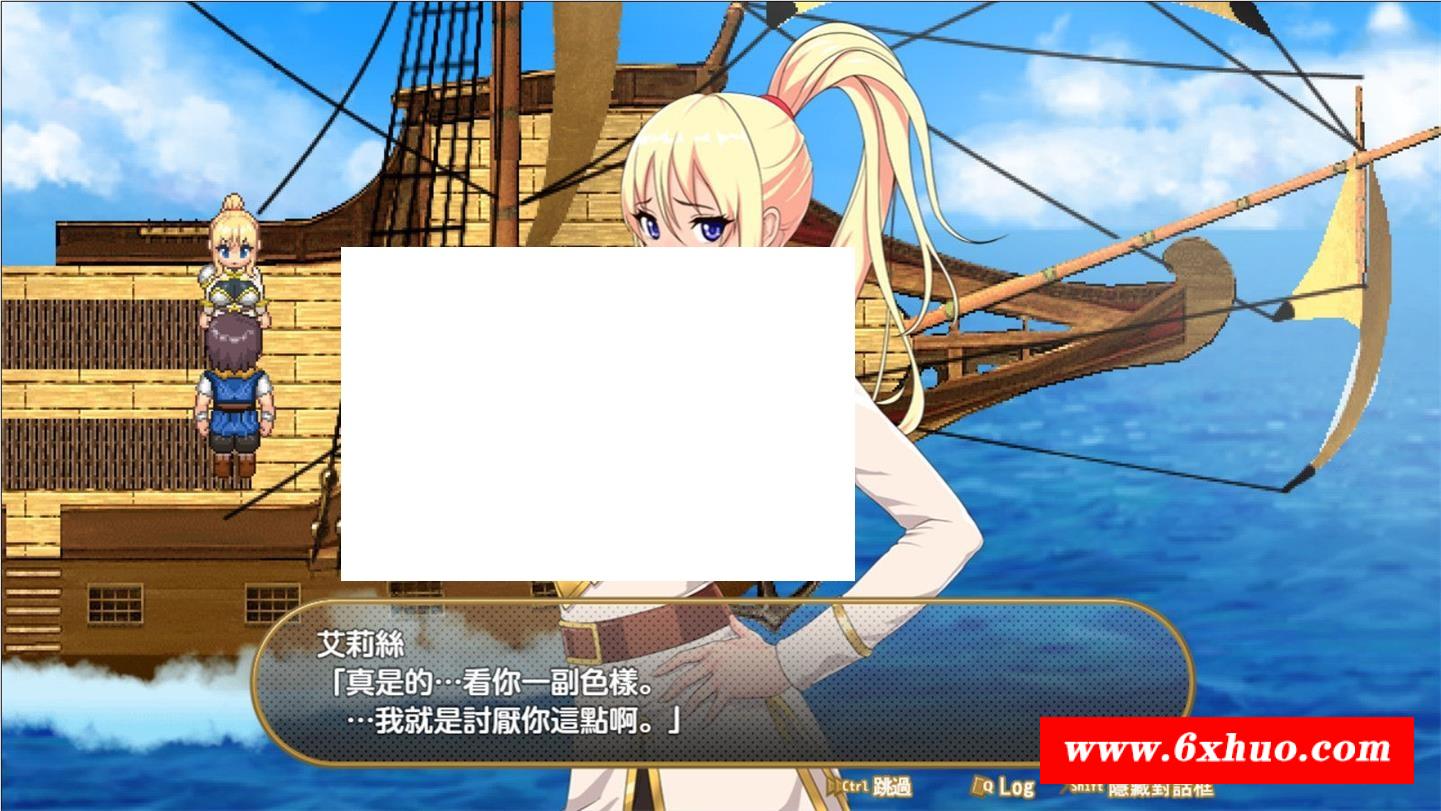 艾莉絲
「真是的…看你一副色樣。
…我就是討厭你這點啊。」
www.6xhuo.com
Ctrl 跳過
Q Log
Shift 隱藏對話框